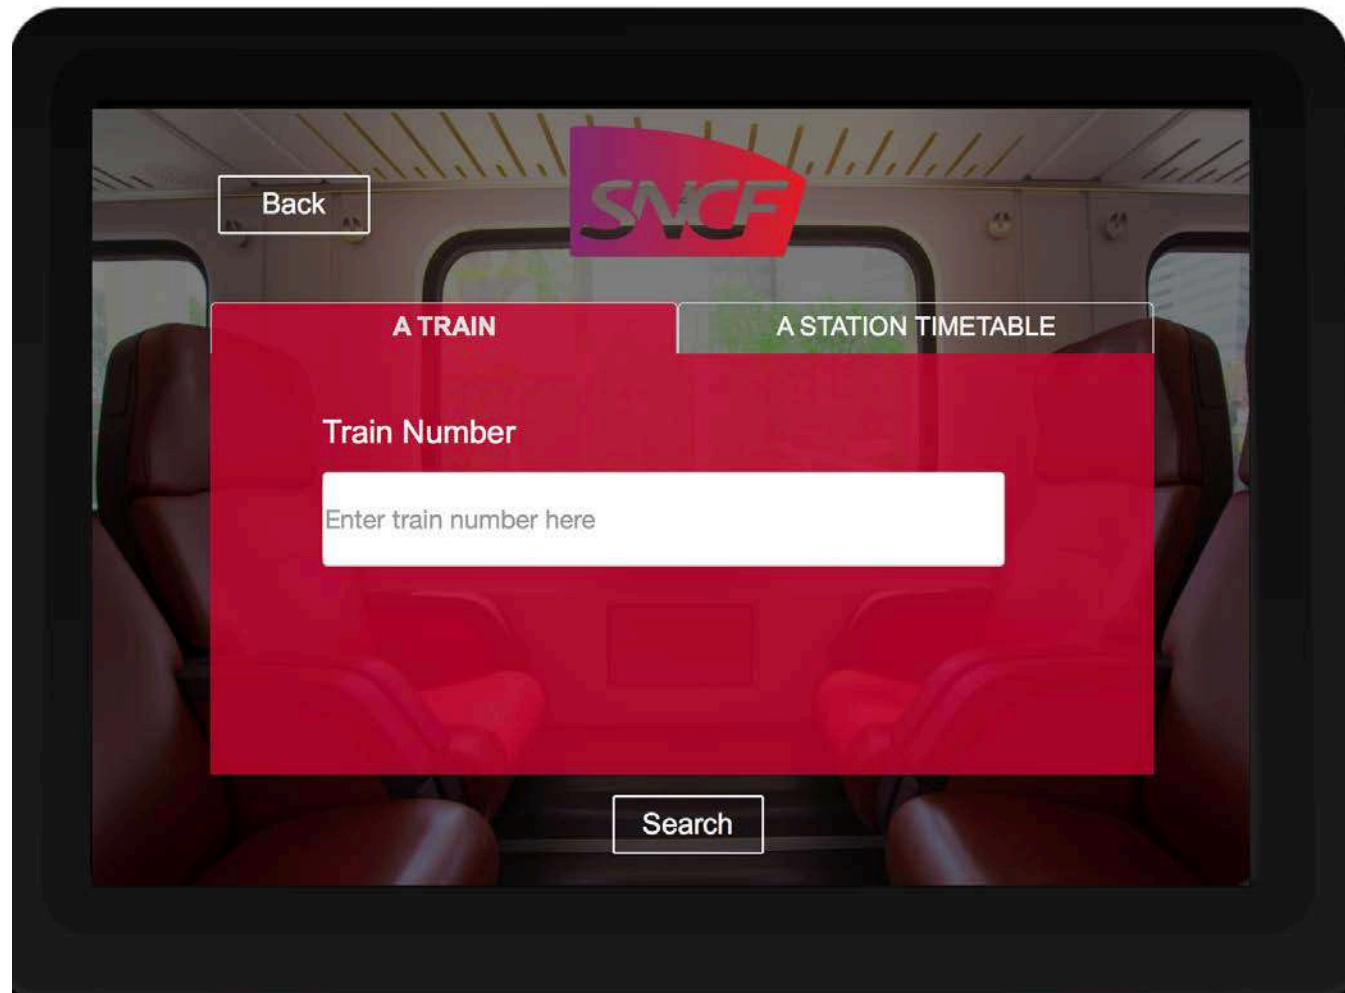 Back
SNCF
A TRAIN
A STATION TIMETABLE
Train Number
Enter train number here
Search